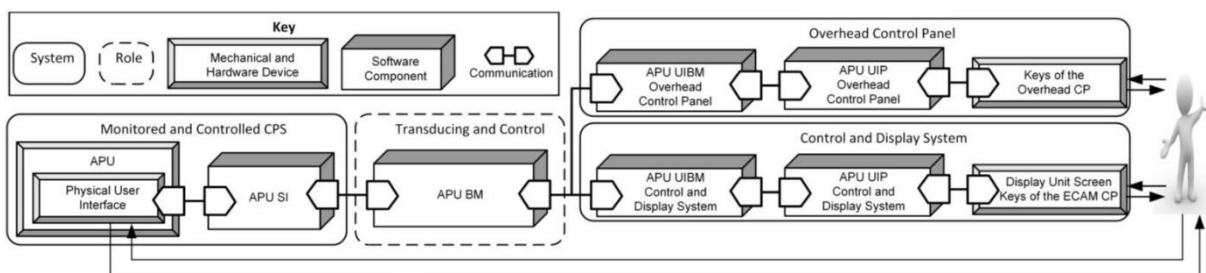 Key
System
Role
Mechanical and
Hardware Device
Software
Component
Communication
Overhead Control Panel
APU UIBM
Overhead
Control Panel
APU UIP
Overhead
Control Panel
Keys of the
Overhead CP
Monitored and Controlled CPS
APU
Physical User
Interface
APU SI
Transducing and Control
APU BM
Control and Display System
APU UIBM
Control and
Display System
APU UIP
Control and
Display System
Display Unit Screen
Keys of the ECAM CP